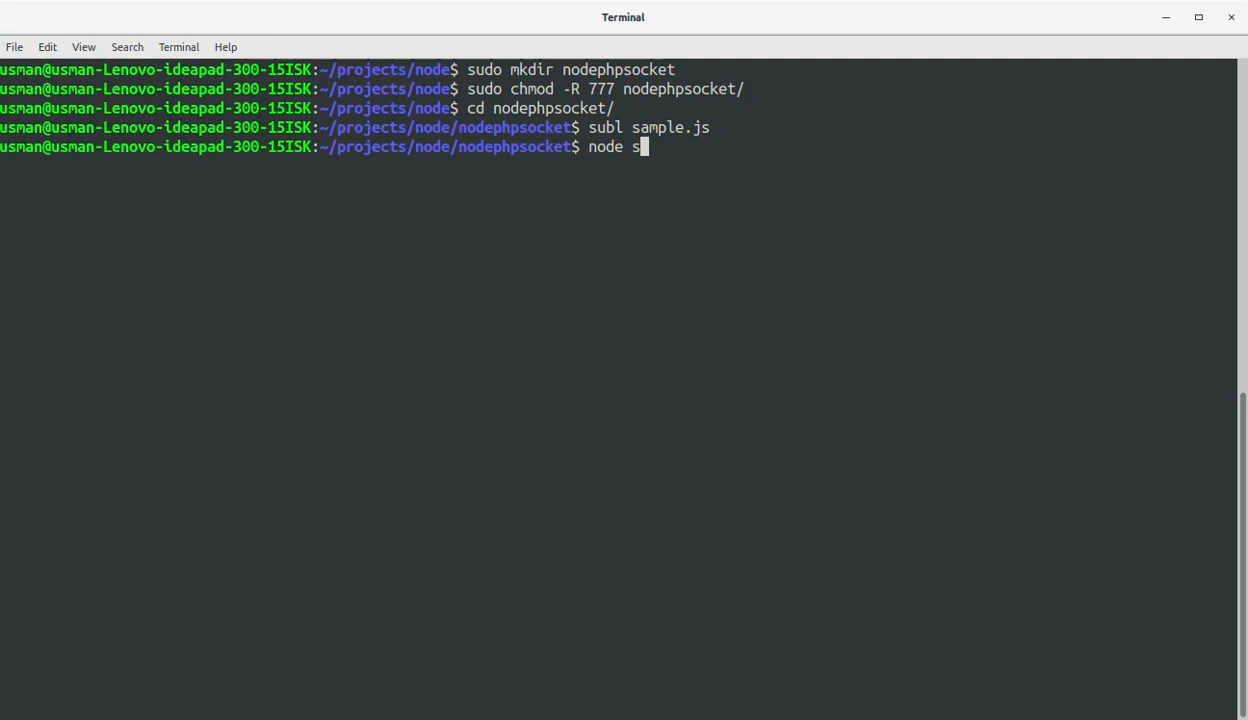 Terminal
File Edit View Search Terminal Help
usman@usman-Lenovo-ideapad-300-15ISK:~/projects/node$ sudo mkdir nodephpsocket
usman@usman-Lenovo-ideapad-300-15ISK:~/projects/node$ sudo chmod -R 777 nodephpsocket/
usman@usman-Lenovo-ideapad-300-15ISK:~/projects/node$ cd nodephpsocket/
usman@usman-Lenovo-ideapad-300-15ISK:~/projects/node/nodephpsocket$ subl sample.js
usman@usman-Lenovo-ideapad-300-15ISK:~/projects/node/nodephpsocket$ node s